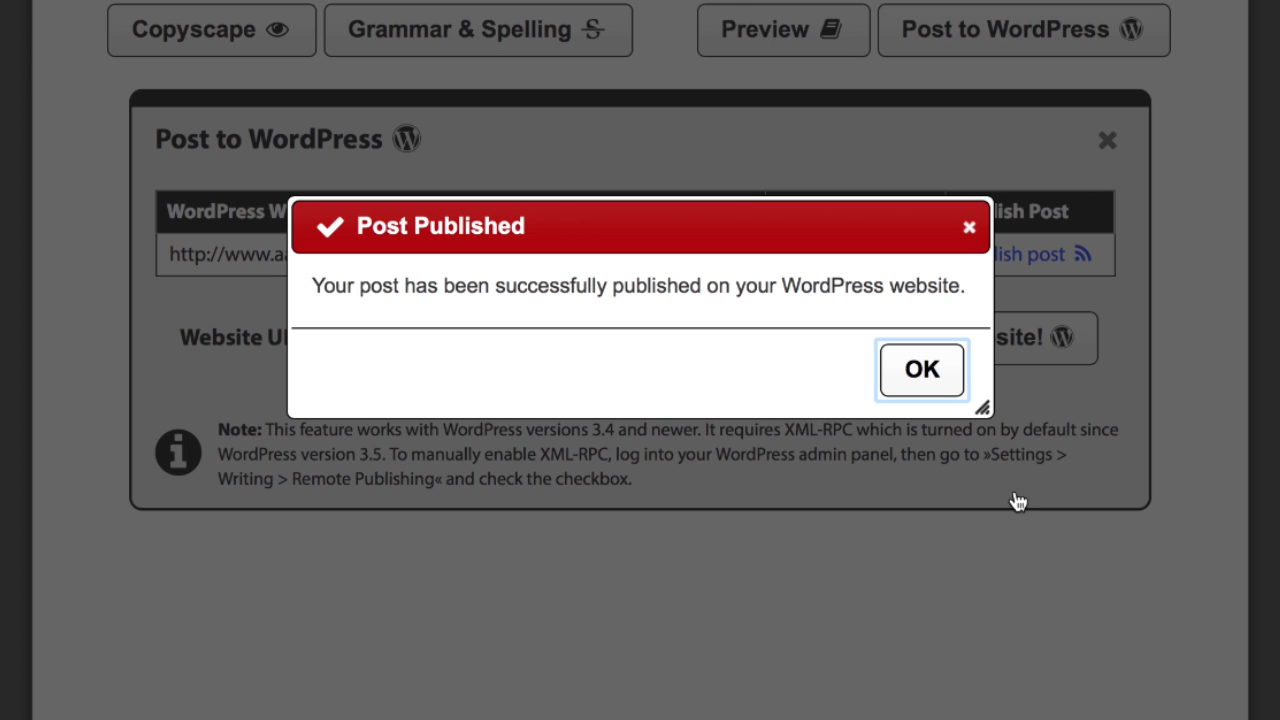 Copyscape
Grammar & Spelling
Preview
Post to WordPress
Post to WordPress
WordPress W
lish Post
http://www.a
lish post
Post Published
Your post has been successfully published on your WordPress website.
OK
Website U
site!
Note: This feature works with WordPress versions 3.4 and newer. It requires XML-RPC which is turned on by default since
WordPress version 3.5. To manually enable XML-RPC, log into your WordPress admin panel, then go to »Settings >
Writing > Remote Publishing« and check the checkbox.